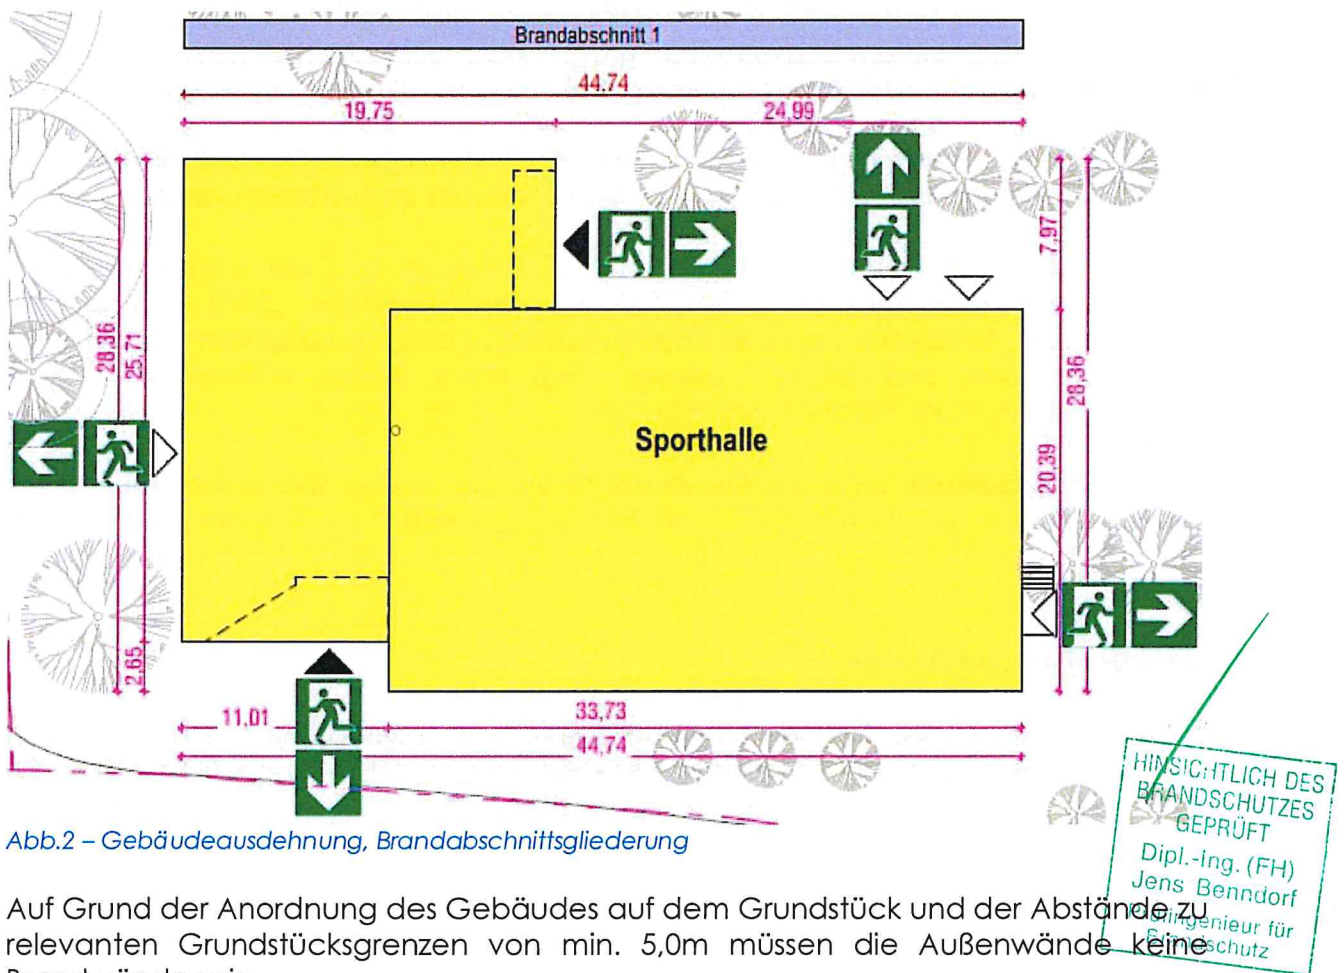 Brandabschnitt 1
44,74
19,75
24,99
7,97
28,36
25,71
28,36
Sporthalle
20,39
2,65
11,01
33,73
44,74
HINSICHTLICH DES
BRANDSCHUTZES
GEPRÜFT
Dipl.-Ing. (FH)
Jens Benndorf
Prüfingenieur für
Brandschutz
Abb.2 – Gebäudeausdehnung, Brandabschnittsgliederung
Auf Grund der Anordnung des Gebäudes auf dem Grundstück und der Abstände zu
relevanten Grundstücksgrenzen von min. 5,0m müssen die Außenwände keine